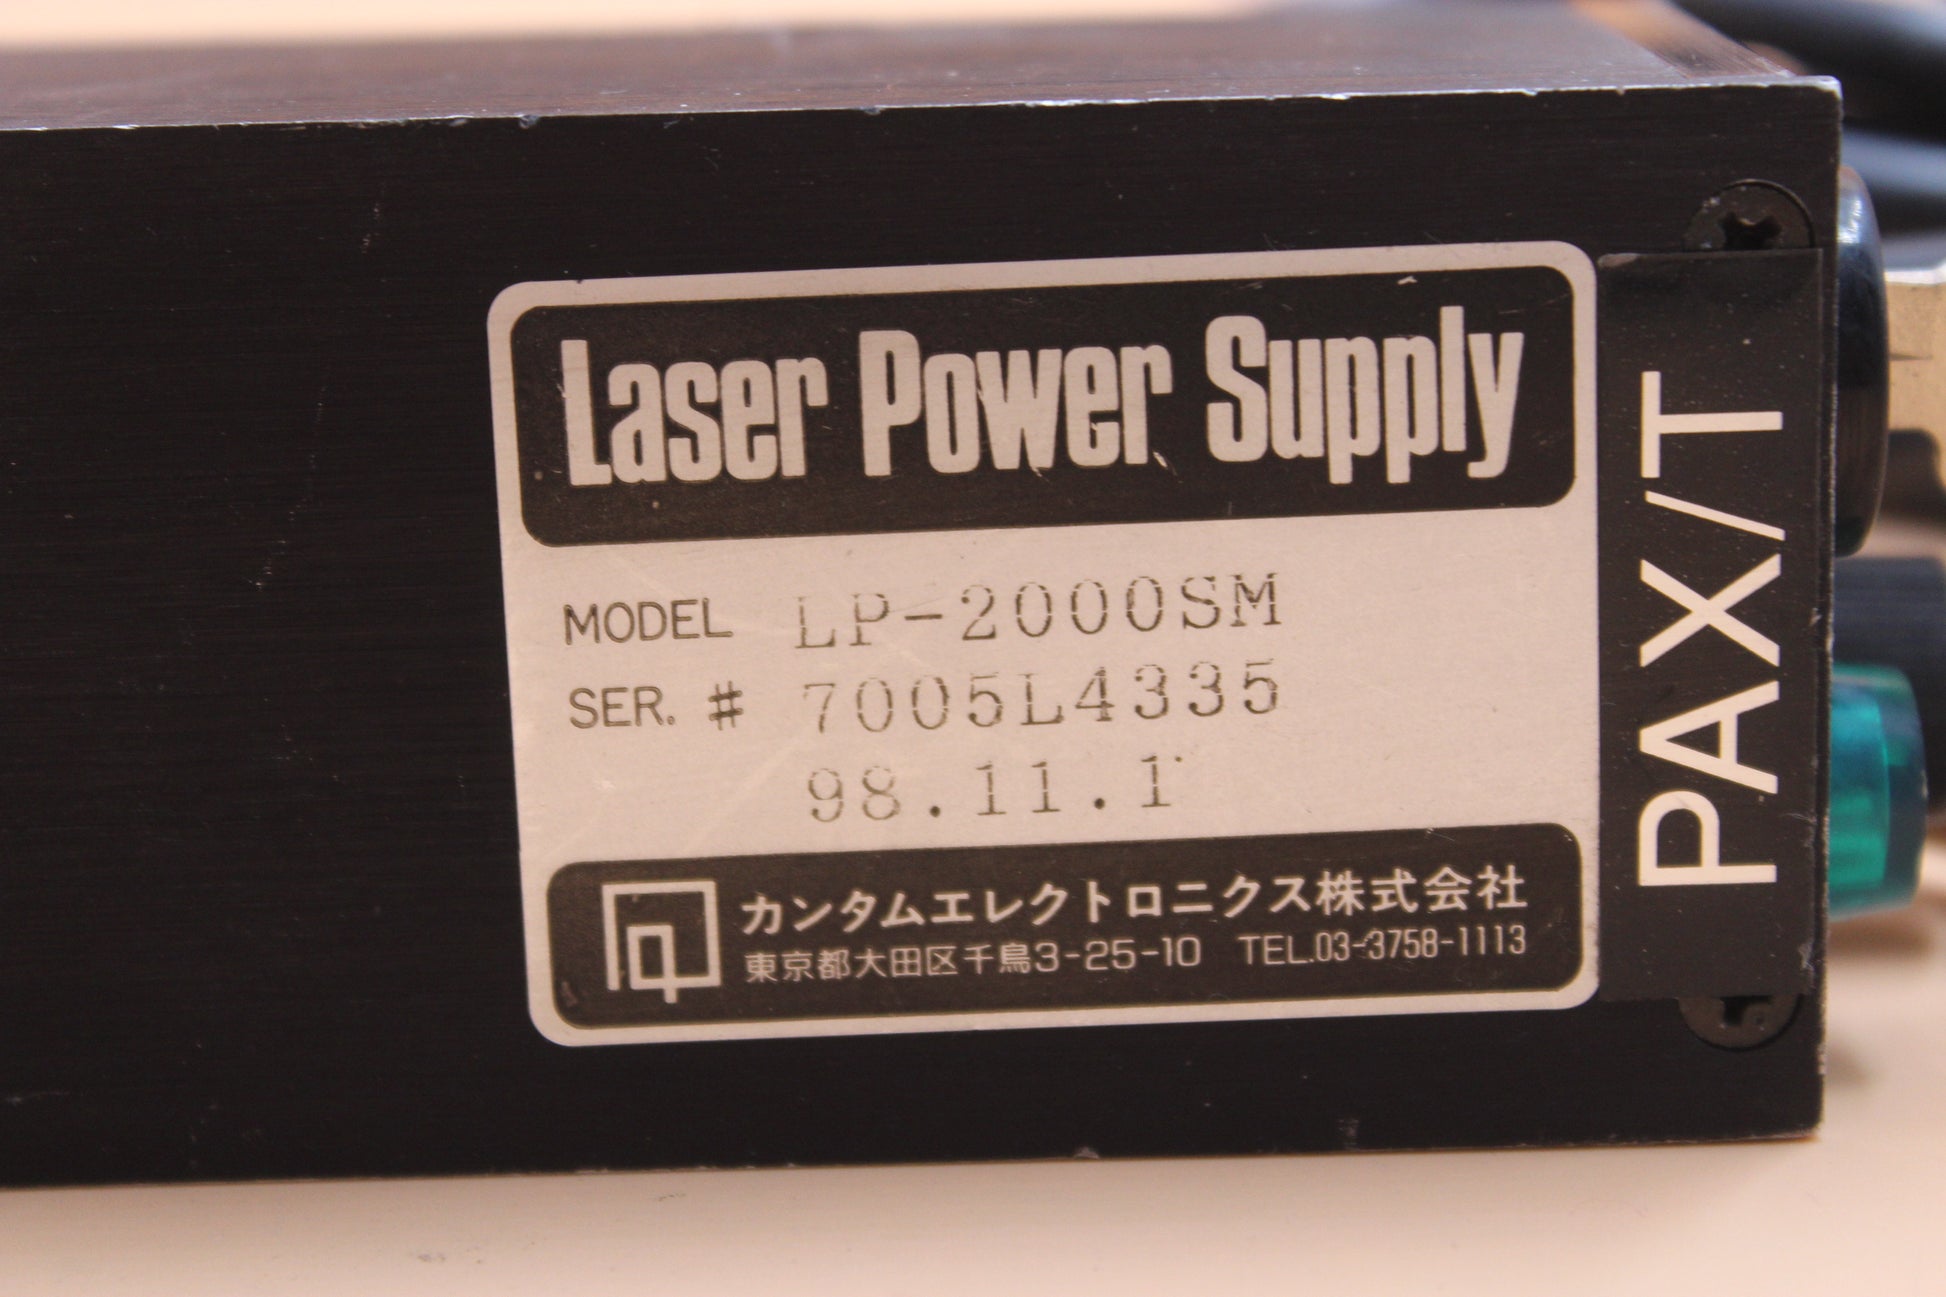 Laser Power Supply
MODEL LP-2000SM
SER. # 7005L4335
98.11.1
カンタムエレクトロニクス株式会社
東京都大田区千鳥3-25-10 TEL.03-3758-1113
PAX/T